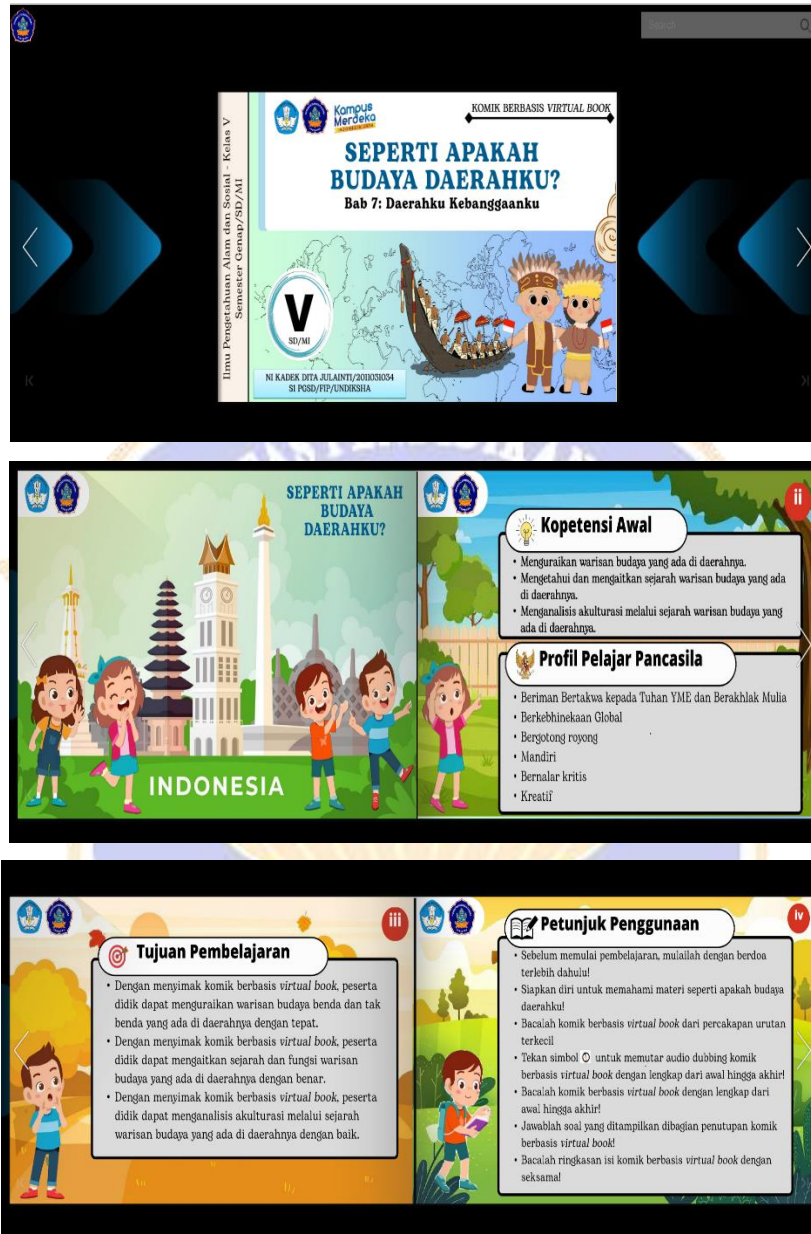 Search
Ilmu Pengetahuan Alam dan Sosial - Kelas V
Semester Genap/SD/MI
Kampus
Merdeka
INDONESIA JAYA
KOMIK BERBASIS VIRTUAL BOOK
SEPERTI APAKAH
BUDAYA DAERAHKU?
Bab 7: Daerahku Kebanggaanku
V
SD/MI
NI KADEK DITA JULAINTI/2011031034
S1 PGSD/FIP/UNDIKSHA
SEPERTI APAKAH
BUDAYA
DAERAHKU?
INDONESIA
ii
Kopetensi Awal
• Menguraikan warisan budaya yang ada di daerahnya.
• Mengetahui dan mengaitkan sejarah warisan budaya yang ada
di daerahnya.
• Menganalisis akulturasi melalui sejarah warisan budaya yang
ada di daerahnya.
Profil Pelajar Pancasila
• Beriman Bertakwa kepada Tuhan YME dan Berakhlak Mulia
• Berkebhinekaan Global
• Bergotong royong
• Mandiri
• Bernalar kritis
• Kreatif
iii
Tujuan Pembelajaran
• Dengan menyimak komik berbasis virtual book, peserta
didik dapat menguraikan warisan budaya benda dan tak
benda yang ada di daerahnya dengan tepat.
• Dengan menyimak komik berbasis virtual book, peserta
didik dapat mengaitkan sejarah dan fungsi warisan
budaya yang ada di daerahnya dengan benar.
• Dengan menyimak komik berbasis virtual book, peserta
didik dapat menganalisis akulturasi melalui sejarah
warisan budaya yang ada di daerahnya dengan baik.
iv
Petunjuk Penggunaan
• Sebelum memulai pembelajaran, mulailah dengan berdoa
terlebih dahulu!
• Siapkan diri untuk memahami materi seperti apakah budaya
daerahku!
• Bacalah komik berbasis virtual book dari percakapan urutan
terkecil
• Tekan simbol untuk memutar audio dubbing komik
berbasis virtual book dengan lengkap dari awal hingga akhir!
• Bacalah komik berbasis virtual book dengan lengkap dari
awal hingga akhir!
• Jawablah soal yang ditampilkan dibagian penutupan komik
berbasis virtual book!
• Bacalah ringkasan isi komik berbasis virtual book dengan
seksama!